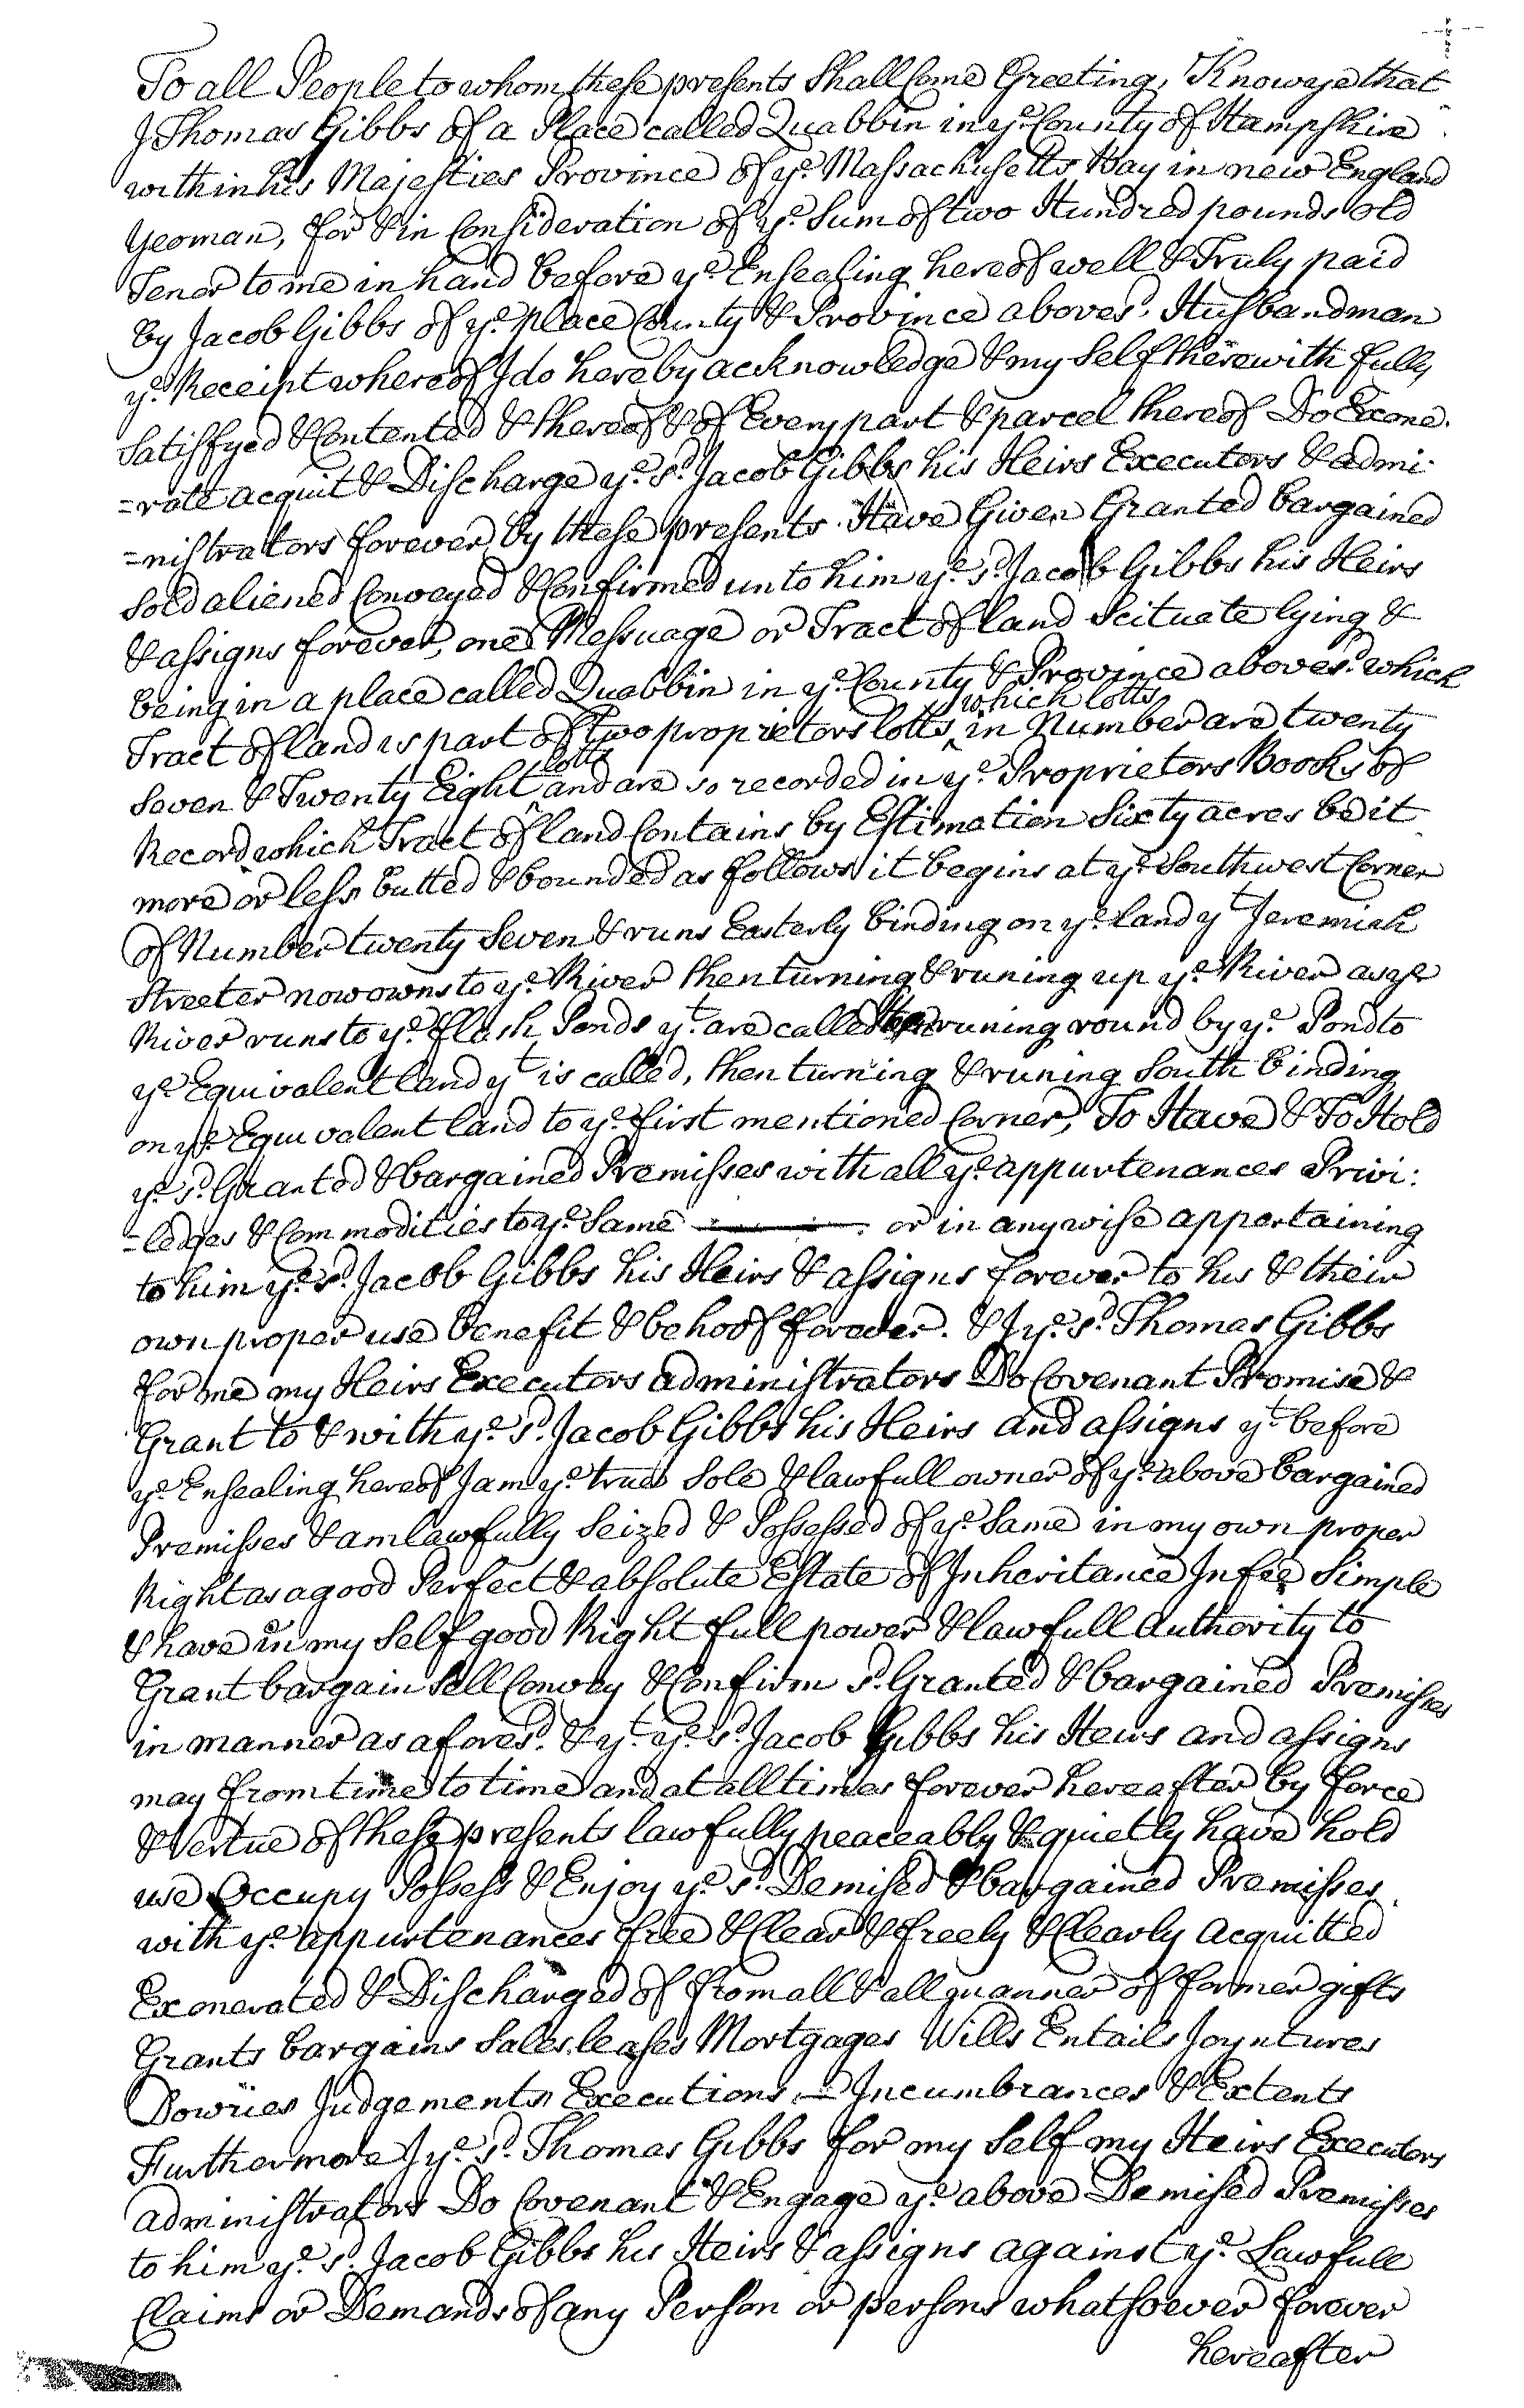 To all People to whom these presents Shall Come Greeting, Know ye that
I Thomas Gibbs of a Place called Quabbin in ye. County of Hampshire
within his Majesties Province of ye. Massachusetts Bay in new England
Yeoman, for & in Consideration of ye. Sum of two Hundred pounds old
Tenor to me in hand before ye. Ensealing hereof well & Truly paid
by Jacob Gibbs of ye. place County & Province aboves.d Husbandman
ye. Receipt whereof I do hereby acknowledge & my Self therewith fully
Satisfyed & Contented & thereof & of Every part & parcel thereof Do Exone.
=rate acquit & Discharge ye. s.d Jacob Gibbs his Heirs Executors & admi-
=nistrators forever by these presents. Have Given Granted bargained
Sold aliened Conveyed & Confirmed unto him ye. s.d Jacob Gibbs his Heirs
& assigns forever, one Messuage or Tract of land Scituate lying &
being in a place called Quabbin in ye. County & Province aboves.d which
Tract of land is part of two proprietors lotts ^which lotts in Number are twenty
Seven & Twenty Eight ^lotts and are so recorded in ye. Proprietors Books of
Record which Tract of land Contains by Estimation Sixty acres be it
more or less butted & bounded as follows it begins at ye. Southwest Corner
of Number twenty Seven & runs Easterly binding on ye. land yt Jeremiah
Streeter now owns to ye. River then turning & runing up ye. River as ye
River runs to ye. flash Ponds yt. are called then runing round by ye. Pond to
ye Equivalent land yt is called, then turning & runing South binding
on ye Equivalent land to ye. first mentioned Corner, To Have & To Hold
ye. s.d Granted & bargained Premisses with all ye. appurtenances Privi:
-ledges & Commodities to ye. Same or in any wise appertaining
to him ye. s.d Jacob Gibbs his Heirs & assigns forever to his & their
own proper use benefit & behoof forever. & I ye. s.d Thomas Gibbs
for me my Heirs Executors administrators Do Covenant Promise &
Grant to & with ye. s.d Jacob Gibbs his Heirs and assigns yt before
ye. Ensealing hereof I am ye. true Sole & lawfull owner of ye. above bargained
Premisses & am lawfully Seized & Possessed of ye. Same in my own proper
Right as a good Perfect & absolute Estate of Inheritance In fee Simple
& have in my Self good Right full power & lawfull Authority to
Grant bargain Sell Convey & Confirm s.d Granted & bargained Premisses
in manner as afores.d & yt. ye. s.d Jacob Gibbs his Heirs and assigns
may from time to time and at all times forever hereafter by force
& Vertue of these presents lawfully peaceably & quietly have hold
use Occupy Possess & Enjoy ye. s.d Demised & bargained Premisses
with ye. appurtenances free & Clear & freely & Clearly acquitted
Exonerated & Discharged of from all & all manner of former gifts
Grants bargains Sales leases Mortgages Wills Entails Joyntures
Dowries Judgements Executions — Incumbrances & Extents
Furthermore I ye. s.d Thomas Gibbs for my Self my Heirs Executors
administrators Do Covenant & Engage ye. above Demised Premisses
to him ye. s.d Jacob Gibbs his Heirs & assigns against ye. Lawfull
Claims or Demands of any Person or persons whatsoever forever
hereafter